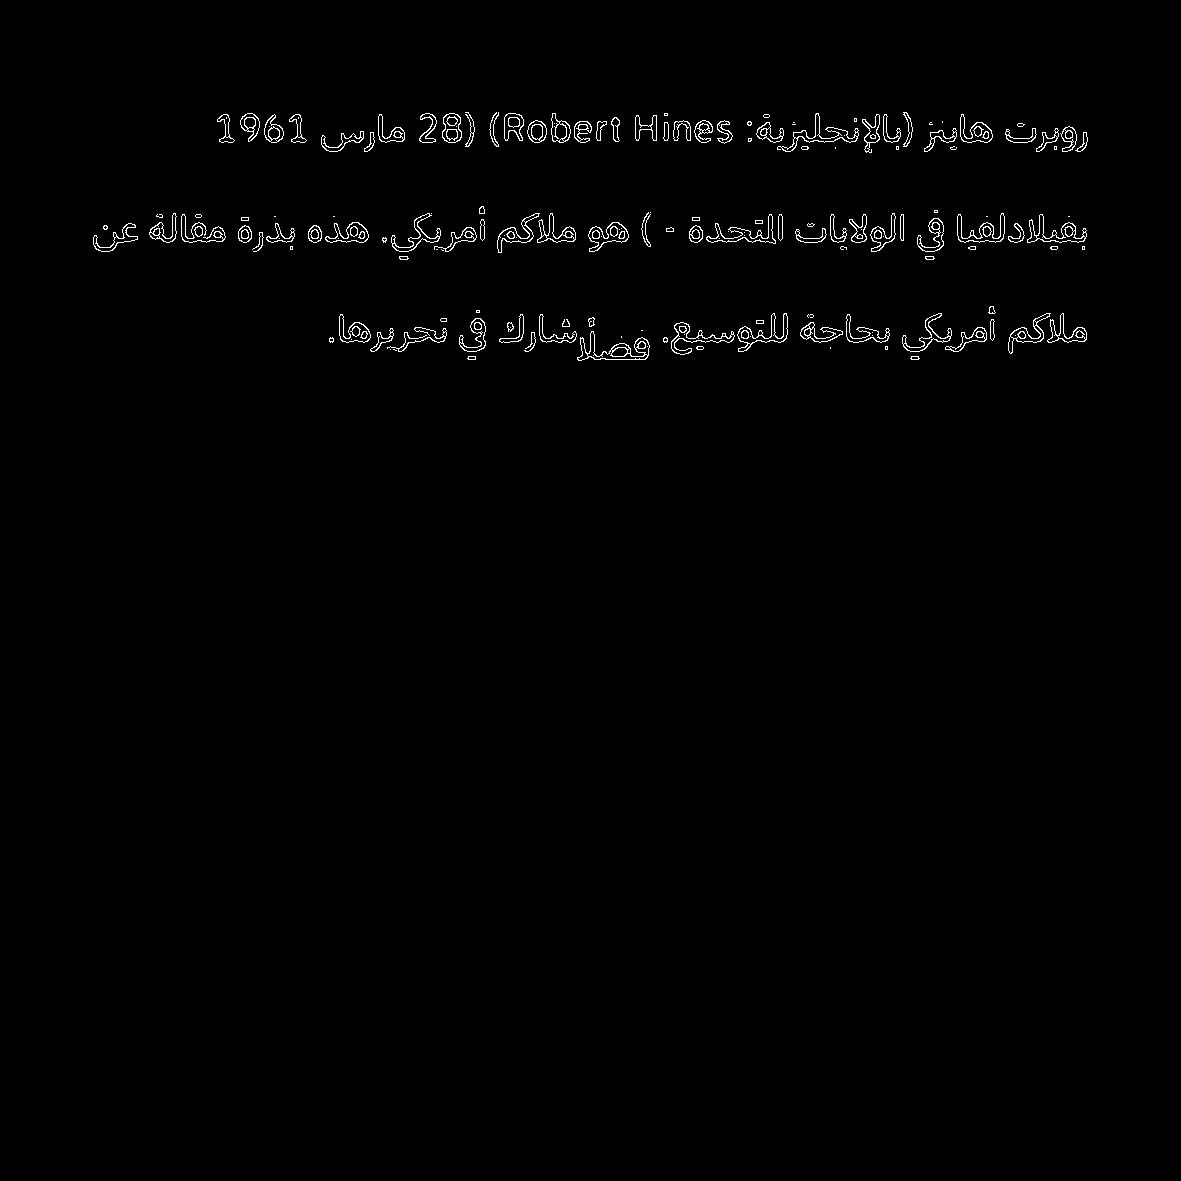 روبرت هاينز (بالإنجليزية: Robert Hines) (28 مارس 1961
بفيلادلفيا في الولايات المتحدة - ) هو ملاكم أمريكي. هذه بذرة مقالة عن
ملاكم أمريكي بحاجة للتوسيع. فضلاً شارك في تحريرها.